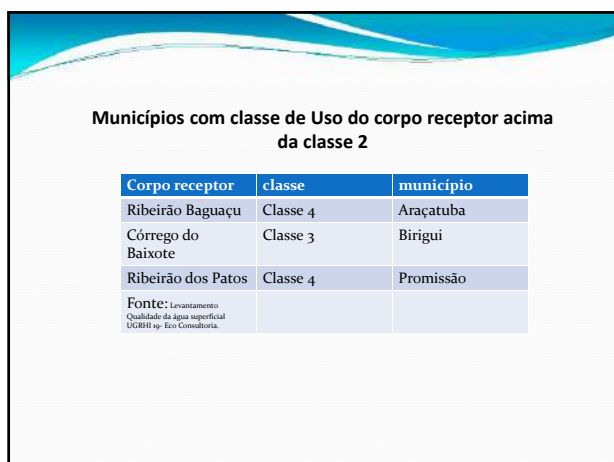 Municípios com classe de Uso do corpo receptor acima
da classe 2
Corpo receptor classe município
Ribeirão Baguaçu Classe 4 Araçatuba
Córrego do Classe 3 Birigui
Baixote
Ribeirão dos Patos Classe 4 Promissão
Fonte: Levantamento
Qualidade da água superficial
UGRHI 19- Eco Consultoria.